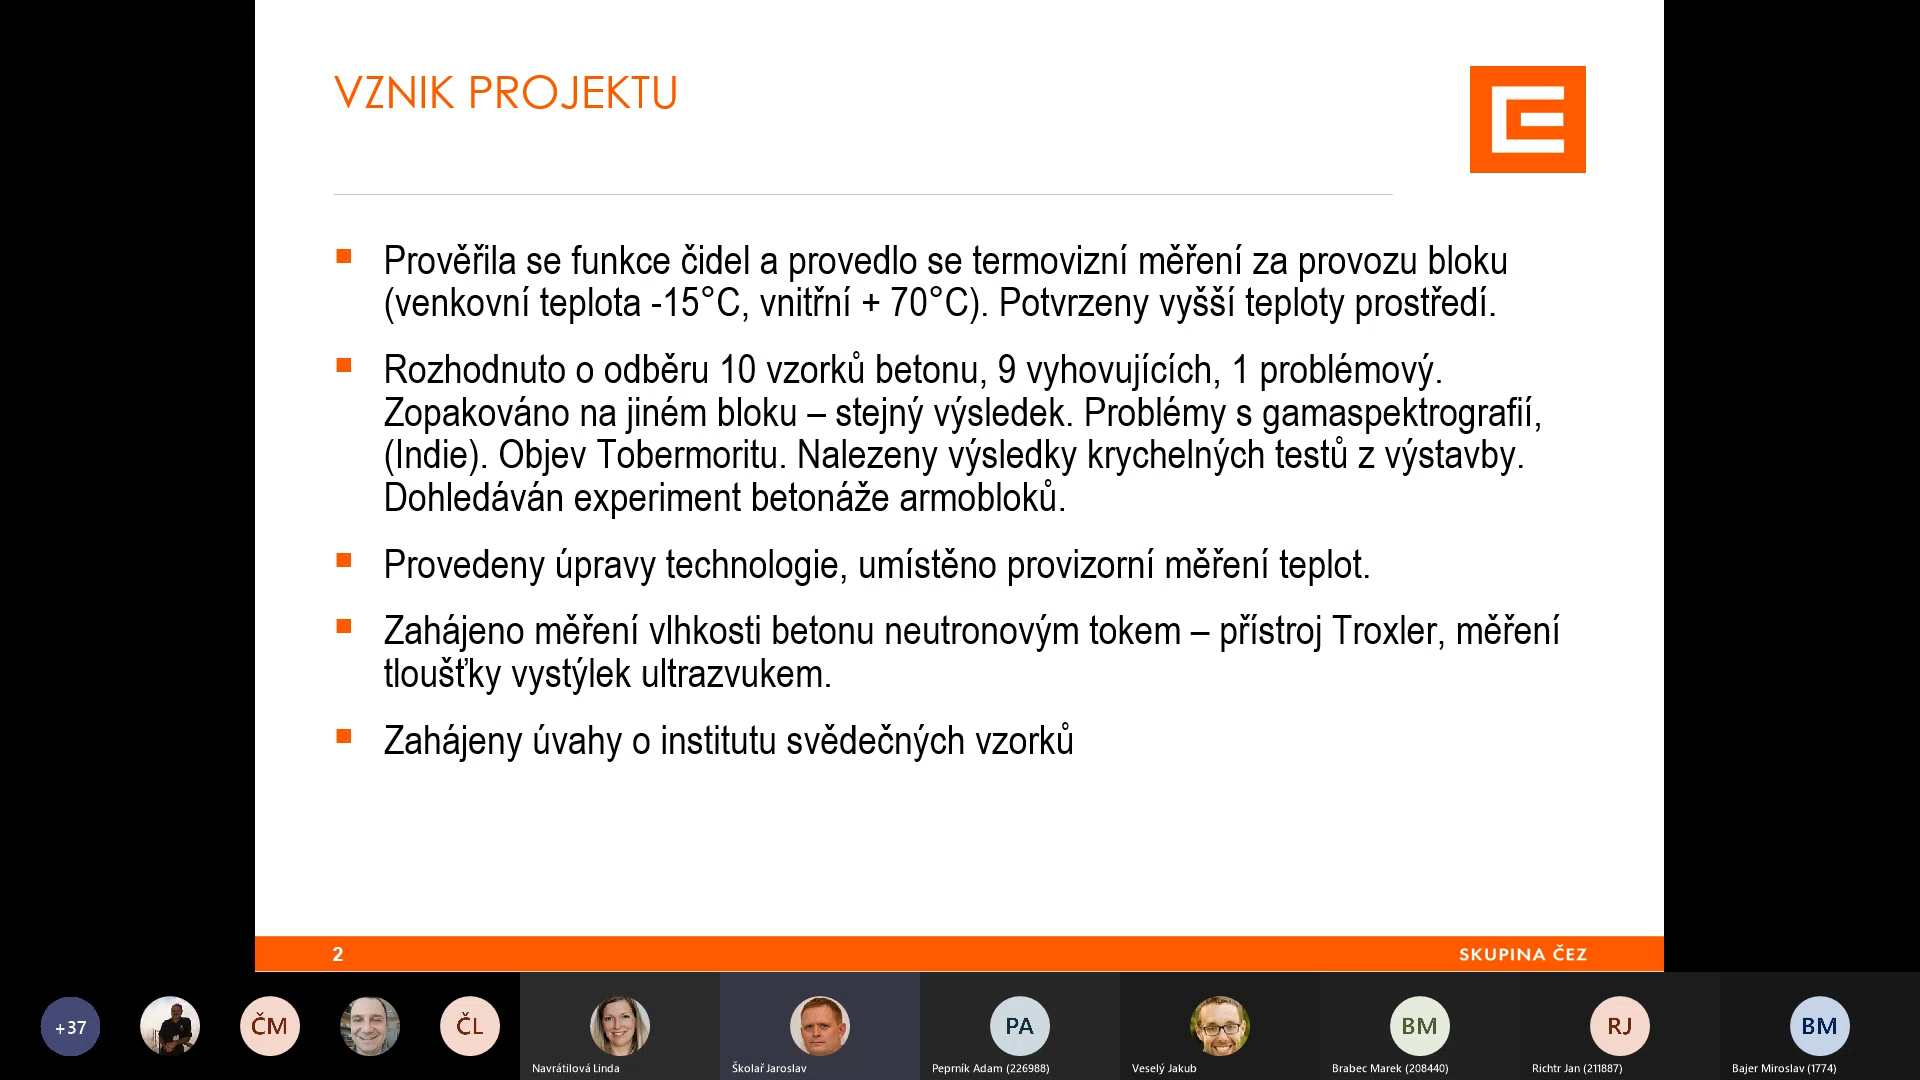 VZNIK PROJEKTU
Prověřila se funkce čidel a provedlo se termovizní měření za provozu bloku
(venkovní teplota -15°C, vnitřní + 70°C). Potvrzeny vyšší teploty prostředí.
Rozhodnuto o odběru 10 vzorků betonu, 9 vyhovujících, 1 problémový.
Zopakováno na jiném bloku – stejný výsledek. Problémy s gamaspektrografií,
(Indie). Objev Tobermoritu. Nalezeny výsledky krychelných testů z výstavby.
Dohledáván experiment betonáže armobloků.
Provedeny úpravy technologie, umístěno provizorní měření teplot.
Zahájeno měření vlhkosti betonu neutronovým tokem – přístroj Troxler, měření
tloušťky vystýlek ultrazvukem.
Zahájeny úvahy o institutu svědečných vzorků
2
SKUPINA ČEZ
+37
ČM
ČL
PA
BM
RJ
BM
Navrátilová Linda
Školař Jaroslav
Peprník Adam (226988)
Veselý Jakub
Brabec Marek (208440)
Richtr Jan (211887)
Bajer Miroslav (1774)